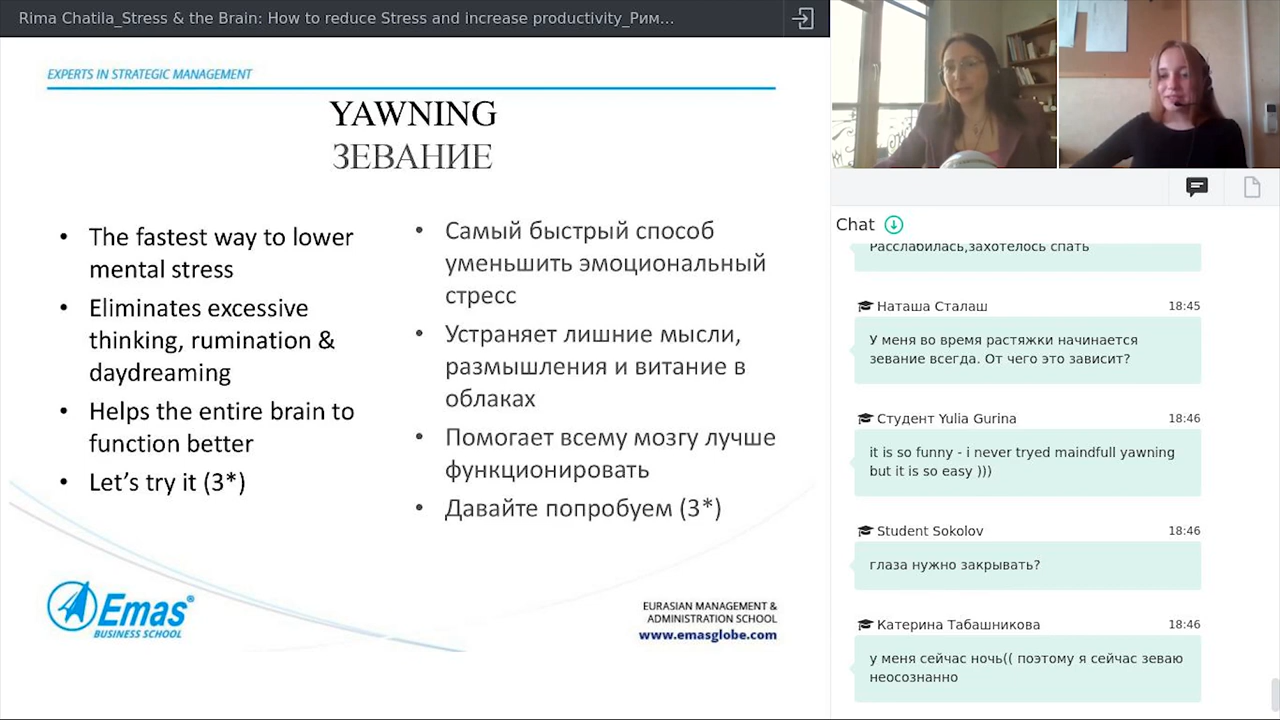 Rima Chatila_Stress & the Brain: How to reduce Stress and increase productivity_Рим...
EXPERTS IN STRATEGIC MANAGEMENT
YAWNING
ЗЕВАНИЕ
• The fastest way to lower
mental stress
• Eliminates excessive
thinking, rumination &
daydreaming
• Helps the entire brain to
function better
• Let's try it (3*)
• Самый быстрый способ
уменьшить эмоциональный
стресс
• Устраняет лишние мысли,
размышления и витание в
облаках
• Помогает всему мозгу лучше
функционировать
• Давайте попробуем (3*)
Emas®
BUSINESS SCHOOL
EURASIAN MANAGEMENT &
ADMINISTRATION SCHOOL
www.emasglobe.com
Chat
Расслабилась,захотелось спать
Наташа Сталаш 18:45
У меня во время растяжки начинается
зевание всегда. От чего это зависит?
Студент Yulia Gurina 18:46
it is so funny - i never tryed maindfull yawning
but it is so easy )))
Student Sokolov 18:46
глаза нужно закрывать?
Катерина Табашникова 18:46
у меня сейчас ночь(( поэтому я сейчас зеваю
неосознанно